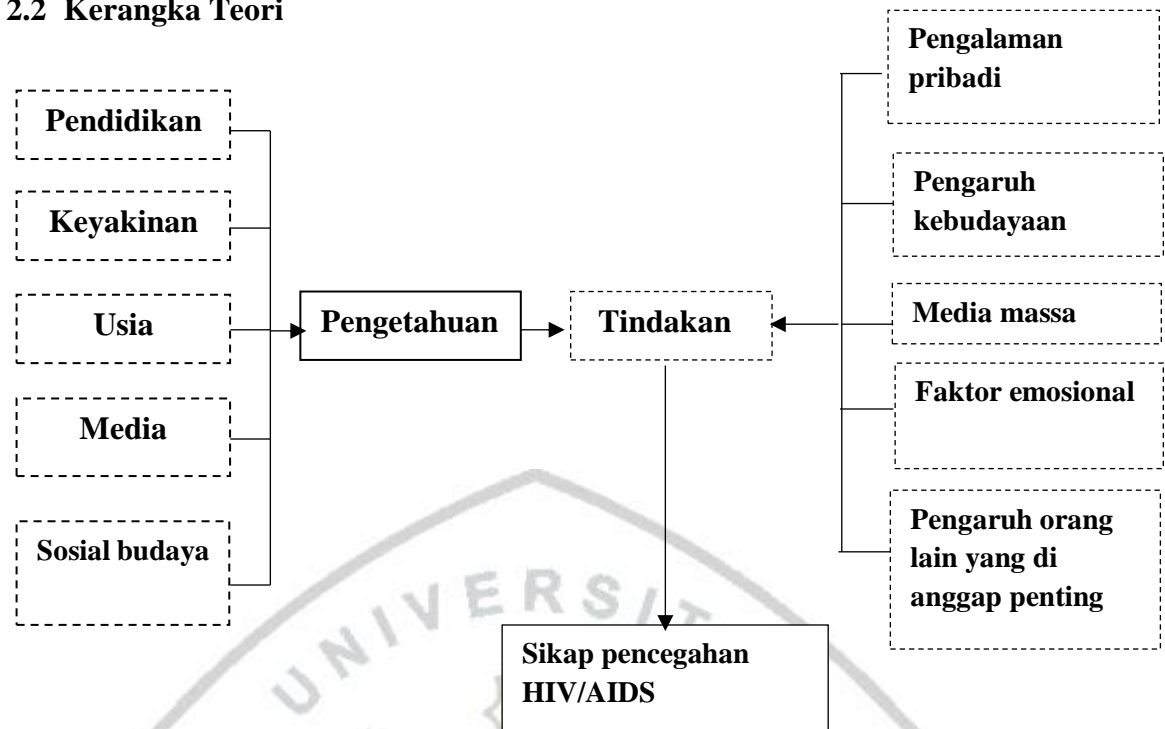 2.2 Kerangka Teori
Pendidikan
Keyakinan
Usia
Media
Sosial budaya
Pengetahuan
Tindakan
Pengalaman
pribadi
Pengaruh
kebudayaan
Media massa
Faktor emosional
Pengaruh orang
lain yang di
anggap penting
Sikap pencegahan
HIV/AIDS
UNIVERSIT